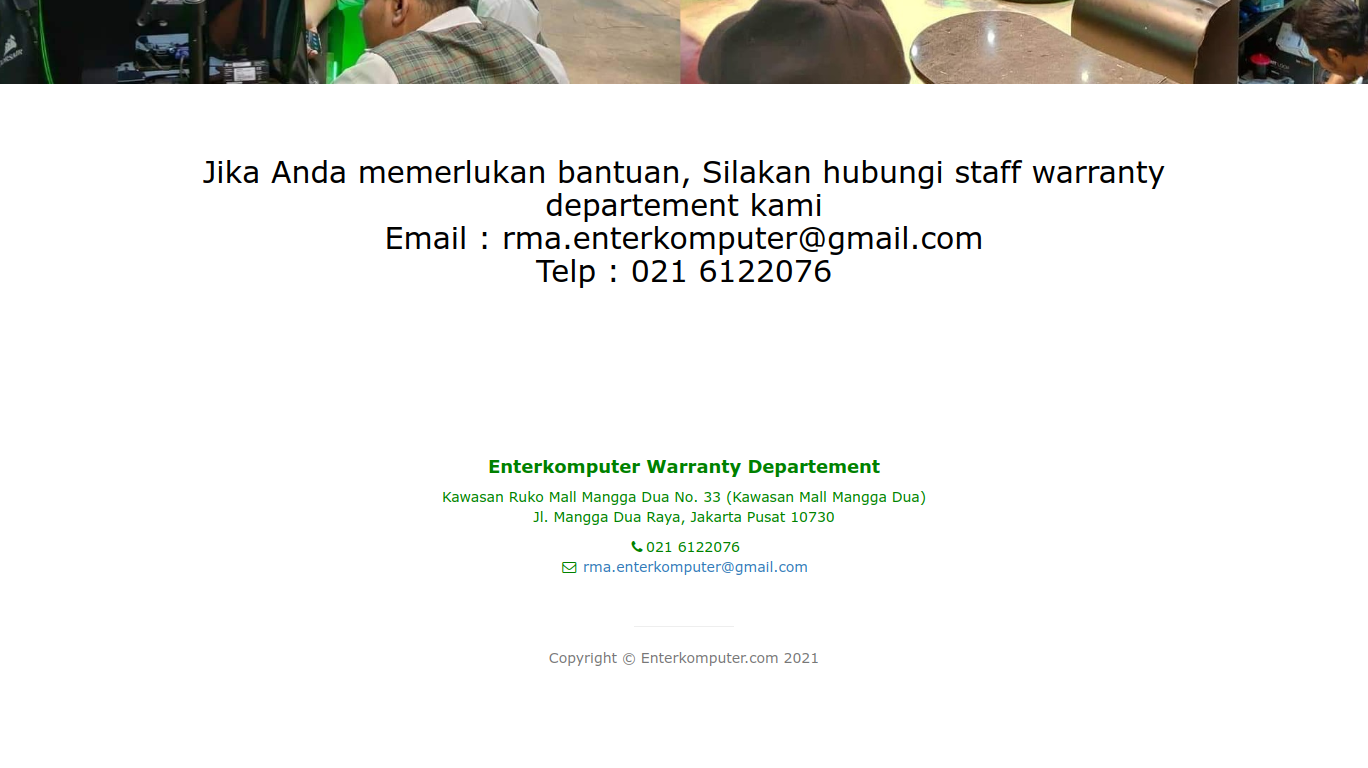 Jika Anda memerlukan bantuan, Silakan hubungi staff warranty
departement kami
Email : rma.enterkomputer@gmail.com
Telp : 021 6122076
Enterkomputer Warranty Departement
Kawasan Ruko Mall Mangga Dua No. 33 (Kawasan Mall Mangga Dua)
Jl. Mangga Dua Raya, Jakarta Pusat 10730
021 6122076
rma.enterkomputer@gmail.com
Copyright © Enterkomputer.com 2021